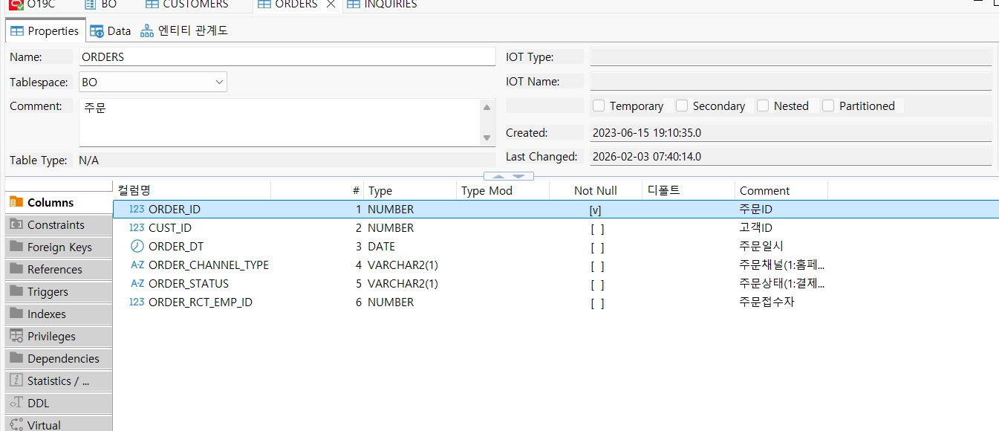 O19C BO CUSTOMERS ORDERS INQUIRIES
Properties Data 엔티티 관계도
Name: ORDERS IOT Type:
Tablespace: BO IOT Name:
Comment: 주문 Temporary Secondary Nested Partitioned
Created: 2023-06-15 19:10:35.0
Table Type: N/A Last Changed: 2026-02-03 07:40:14.0
컬럼명 # Type Type Mod Not Null 디폴트 Comment
Columns
Constraints
Foreign Keys
References
Triggers
Indexes
Privileges
Dependencies
Statistics / ...
DDL
Virtual
123 ORDER_ID 1 NUMBER [v] 주문ID
123 CUST_ID 2 NUMBER [ ] 고객ID
ORDER_DT 3 DATE [ ] 주문일시
A-Z ORDER_CHANNEL_TYPE 4 VARCHAR2(1) [ ] 주문채널(1:홈페...
A-Z ORDER_STATUS 5 VARCHAR2(1) [ ] 주문상태(1:결제...
123 ORDER_RCT_EMP_ID 6 NUMBER [ ] 주문접수자